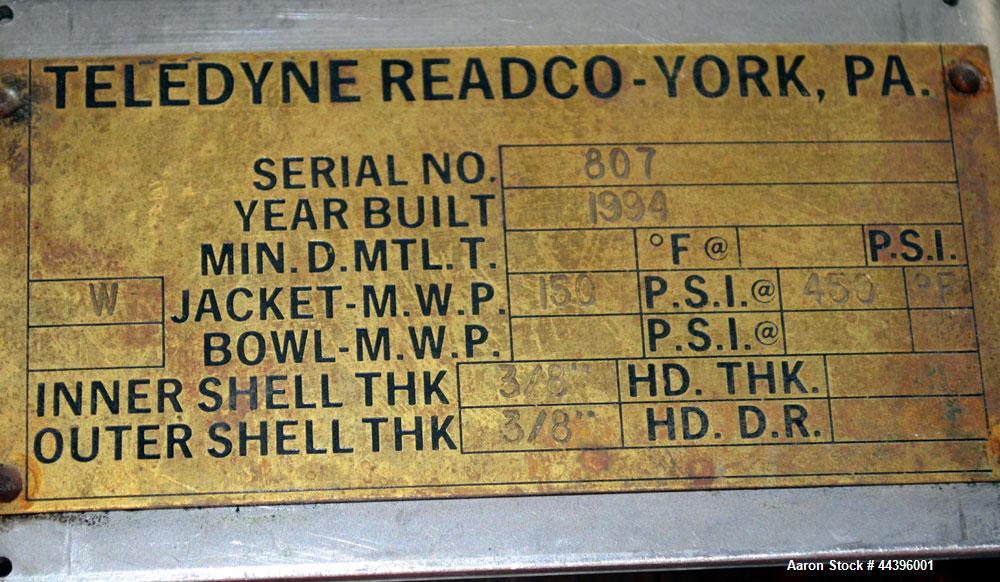 TELEDYNE READCO-YORK, PA.
SERIAL NO. 807
YEAR BUILT 1994
MIN. D. MTL. T. °F @ P.S.I.
W JACKET-M.W.P. 150 P.S.I.@ 450 °F
BOWL-M.W.P. P.S.I.@
INNER SHELL THK 3/8" HD. THK.
OUTER SHELL THK 3/8" HD. D.R.
Aaron Stock # 44396001